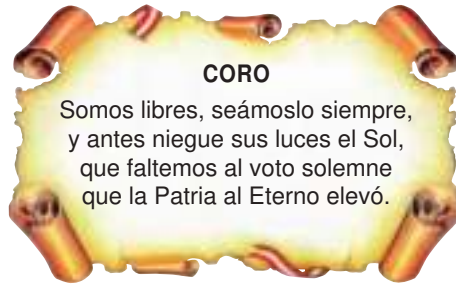 CORO
Somos libres, seámoslo siempre,
y antes niegue sus luces el Sol,
que faltemos al voto solemne
que la Patria al Eterno elevó.